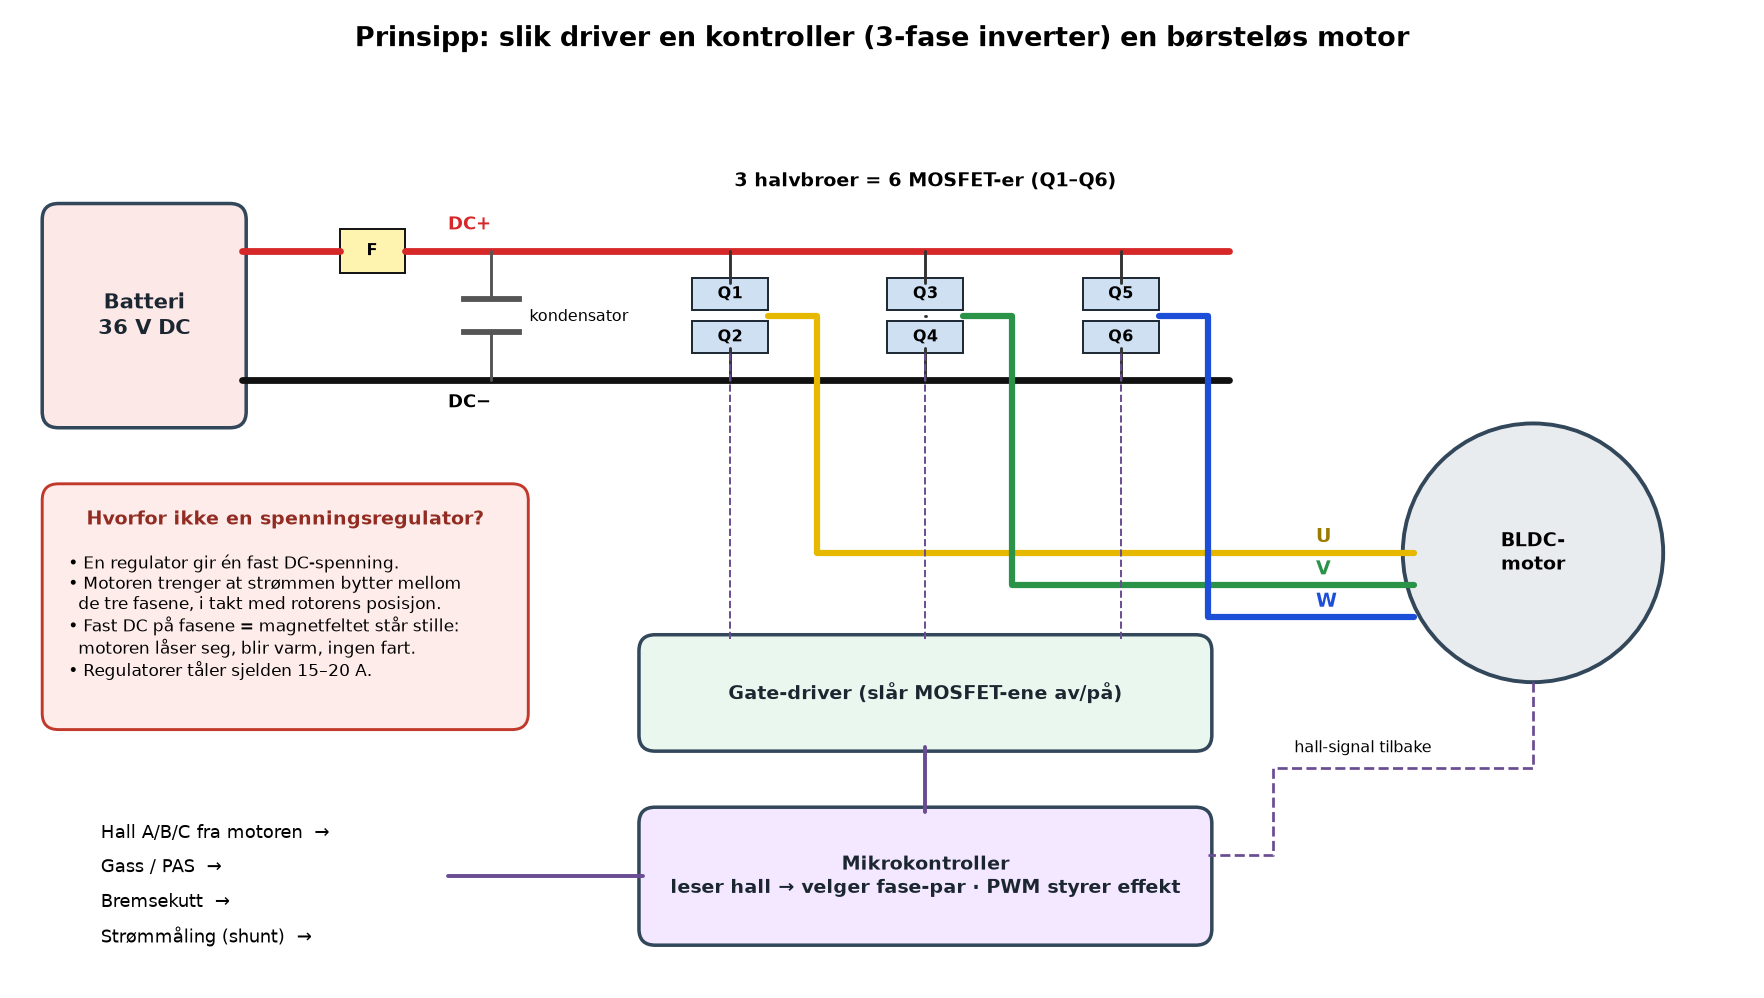 Prinsipp: slik driver en kontroller (3-fase inverter) en børsteløs motor
3 halvbroer = 6 MOSFET-er (Q1–Q6)
DC+
F
Batteri
36 V DC
kondensator
Q1
Q3
Q5
Q2
Q4
Q6
DC−
Hvorfor ikke en spenningsregulator?
• En regulator gir én fast DC-spenning.
• Motoren trenger at strømmen bytter mellom
de tre fasene, i takt med rotorens posisjon.
• Fast DC på fasene = magnetfeltet står stille:
motoren låser seg, blir varm, ingen fart.
• Regulatorer tåler sjelden 15–20 A.
U
V
W
BLDC-
motor
Gate-driver (slår MOSFET-ene av/på)
hall-signal tilbake
Hall A/B/C fra motoren →
Gass / PAS →
Bremsekutt →
Strømmåling (shunt) →
Mikrokontroller
leser hall → velger fase-par · PWM styrer effekt